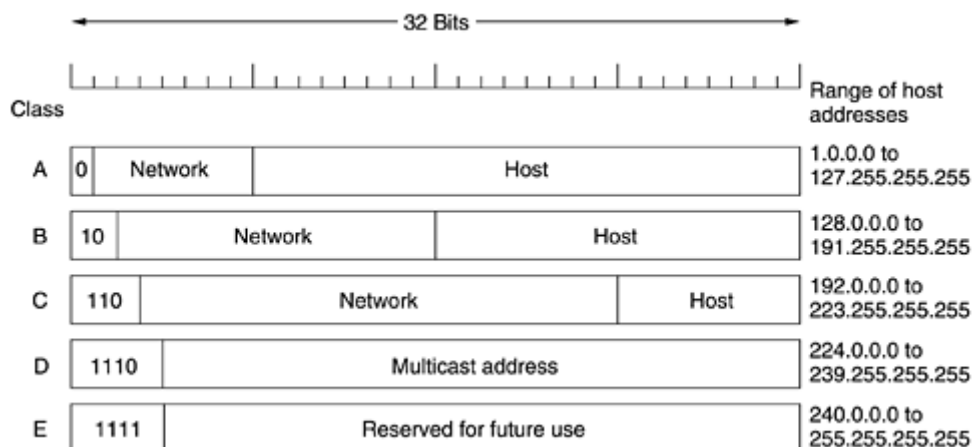 32 Bits
Class
Range of host
addresses
A
0
Network
Host
1.0.0.0 to
127.255.255.255
B
10
Network
Host
128.0.0.0 to
191.255.255.255
C
110
Network
Host
192.0.0.0 to
223.255.255.255
D
1110
Multicast address
224.0.0.0 to
239.255.255.255
E
1111
Reserved for future use
240.0.0.0 to
255.255.255.255